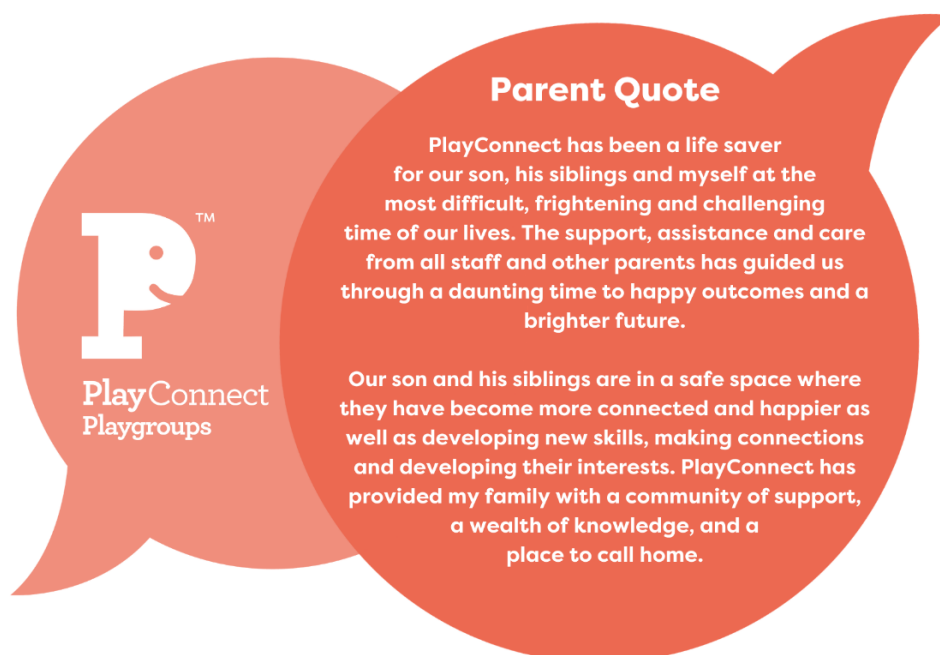 P™
PlayConnect
Playgroups
Parent Quote
PlayConnect has been a life saver
for our son, his siblings and myself at the
most difficult, frightening and challenging
time of our lives. The support, assistance and care
from all staff and other parents has guided us
through a daunting time to happy outcomes and a
brighter future.
Our son and his siblings are in a safe space where
they have become more connected and happier as
well as developing new skills, making connections
and developing their interests. PlayConnect has
provided my family with a community of support,
a wealth of knowledge, and a
place to call home.